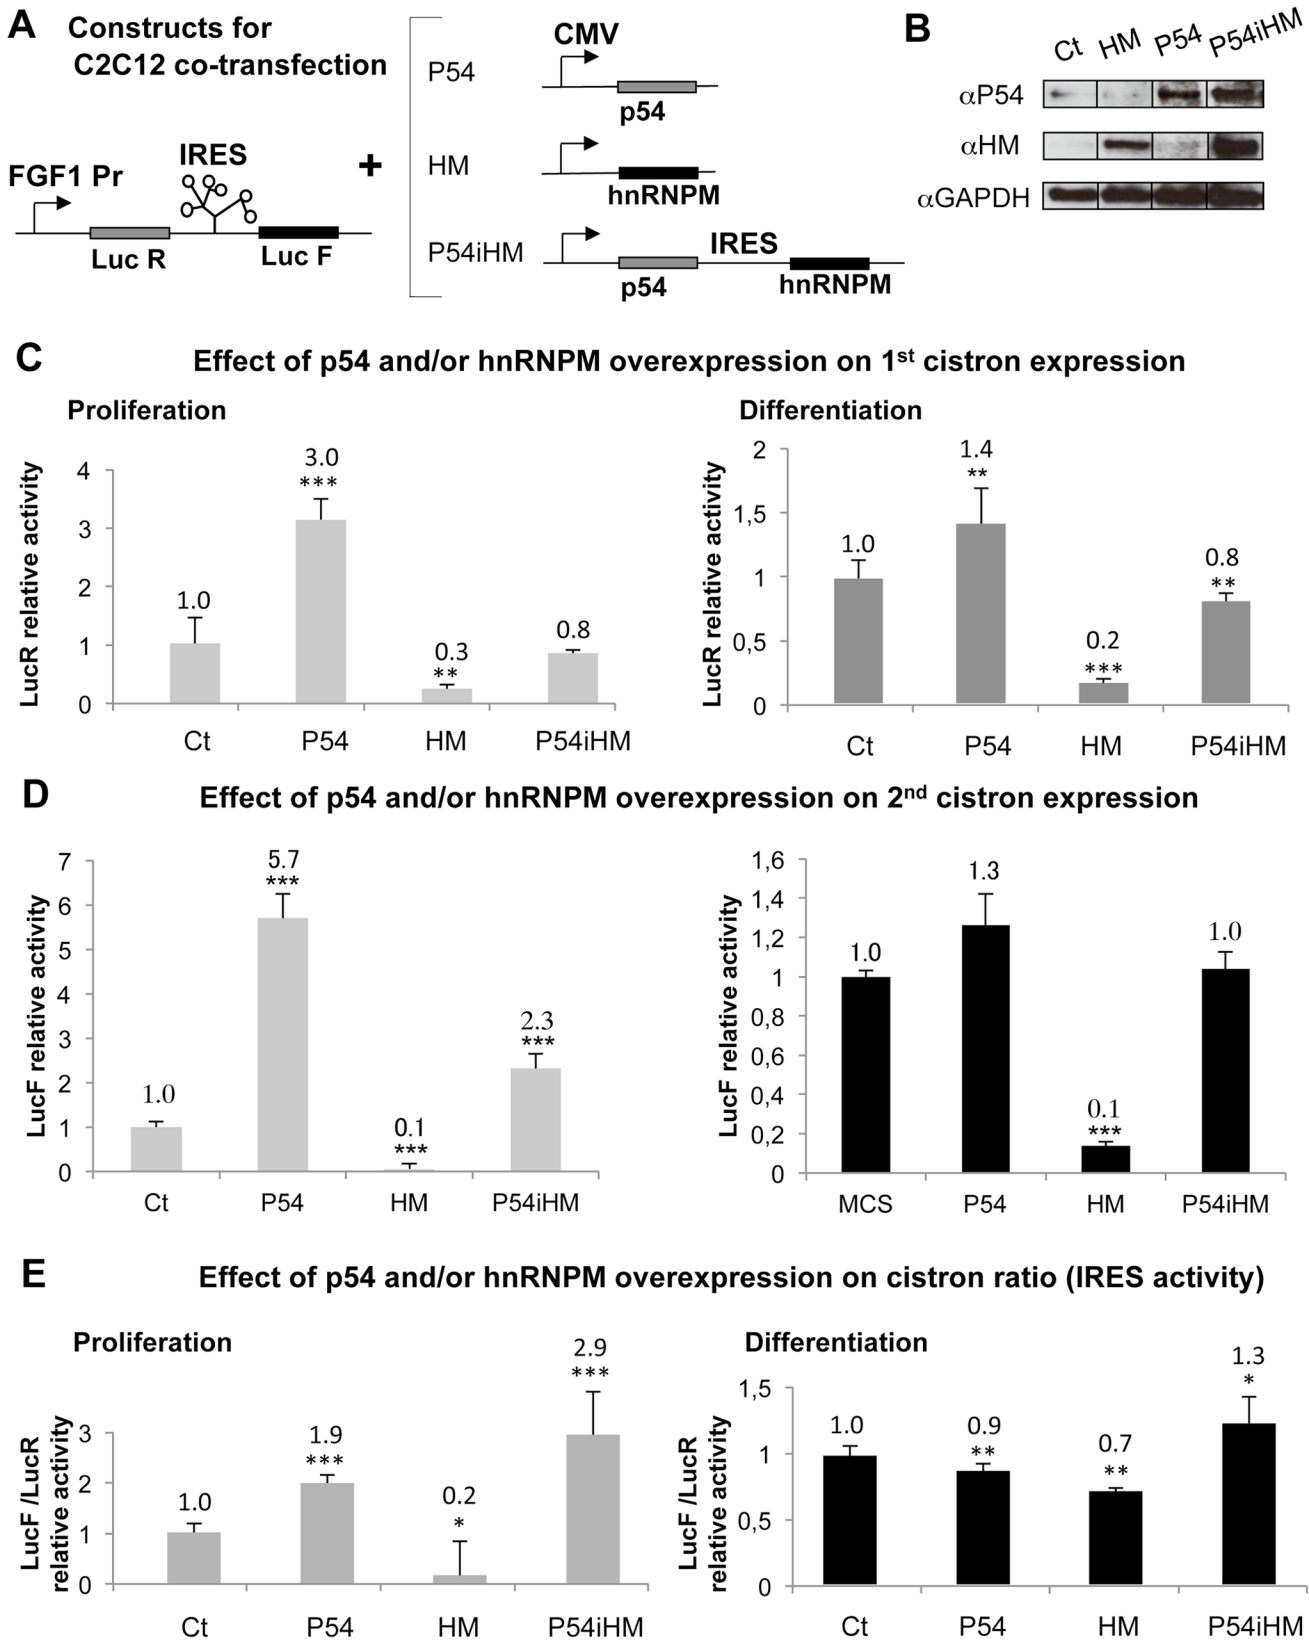 A
Constructs for
C2C12 co-transfection
FGF1 Pr
IRES
Luc R
Luc F
+
P54
CMV
p54
HM
hnRNPM
P54iHM
IRES
p54
hnRNPM
B
Ct HM P54 P54iHM
αP54
αHM
αGAPDH
C
Effect of p54 and/or hnRNPM overexpression on 1st cistron expression
Proliferation
LucR relative activity
4
3
2
1
0
1.0
3.0
***
0.3
**
0.8
Ct P54 HM P54iHM
Differentiation
LucR relative activity
2
1,5
1
0,5
0
1.0
1.4
**
0.2
***
0.8
**
Ct P54 HM P54iHM
D
Effect of p54 and/or hnRNPM overexpression on 2nd cistron expression
LucF relative activity
7
6
5
4
3
2
1
0
1.0
5.7
***
0.1
***
2.3
***
Ct P54 HM P54iHM
LucF relative activity
1,6
1,4
1,2
1
0,8
0,6
0,4
0,2
0
1.0
1.3
0.1
***
1.0
MCS P54 HM P54iHM
E
Effect of p54 and/or hnRNPM overexpression on cistron ratio (IRES activity)
Proliferation
LucF /LucR
relative activity
3
2
1
0
1.0
1.9
***
0.2
*
2.9
***
Ct P54 HM P54iHM
Differentiation
LucF /LucR
relative activity
1,5
1
0,5
0
1.0
0.9
**
0.7
**
1.3
*
Ct P54 HM P54iHM